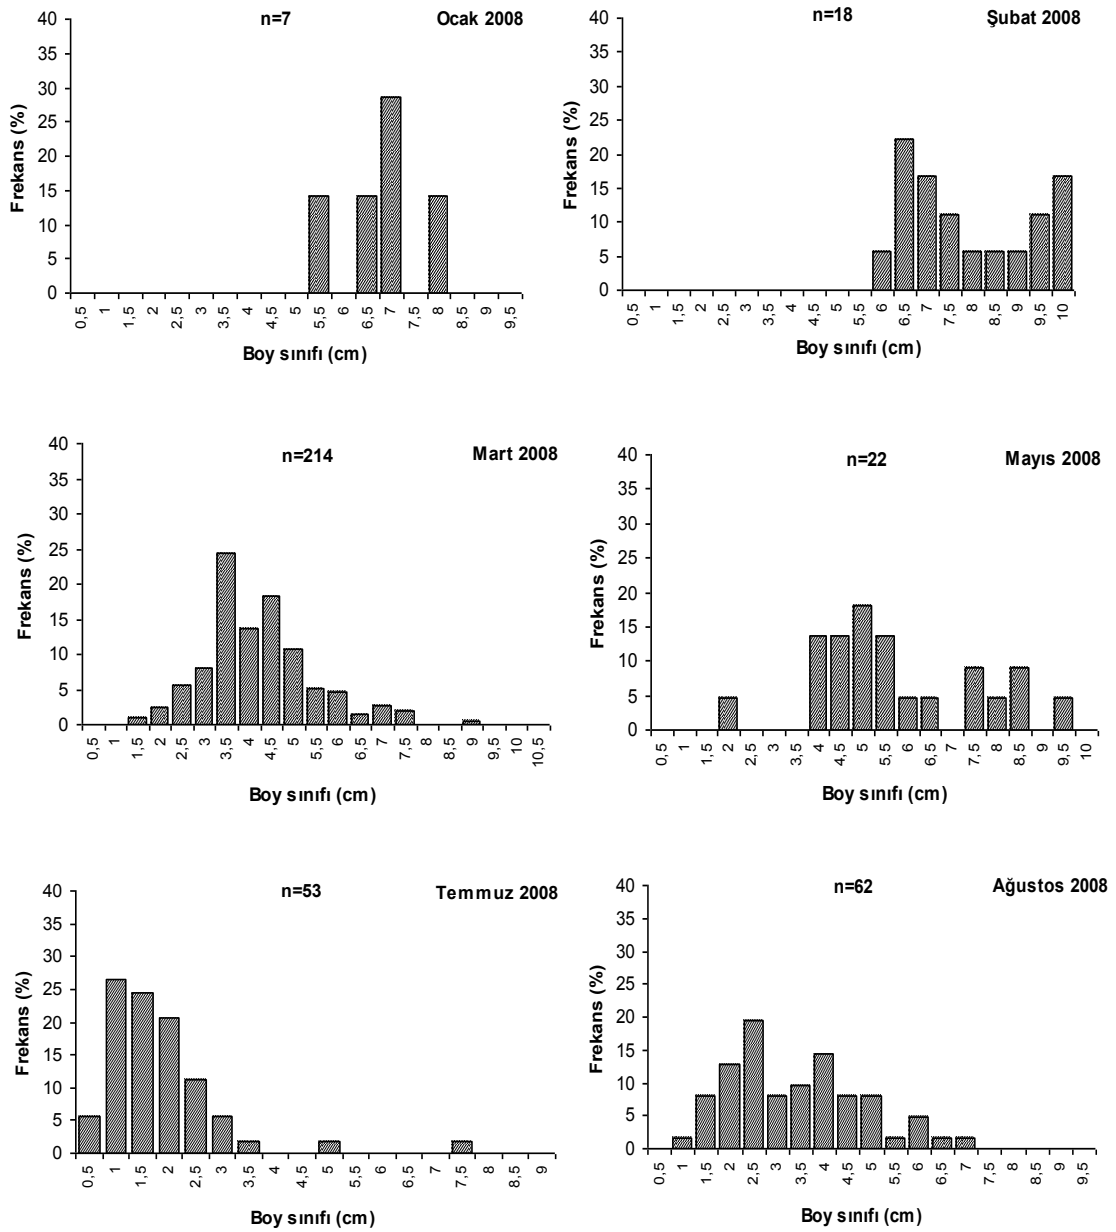 n=7
Ocak 2008
Frekans (%)
40
35
30
25
20
15
10
5
0
0,5 1 1,5 2 2,5 3 3,5 4 4,5 5 5,5 6 6,5 7 7,5 8 8,5 9 9,5
Boy sınıfı (cm)
n=18
Şubat 2008
Frekans (%)
40
35
30
25
20
15
10
5
0
0,5 1 1,5 2 2,5 3 3,5 4 4,5 5 5,5 6 6,5 7 7,5 8 8,5 9 9,5 10
Boy sınıfı (cm)
n=214
Mart 2008
Frekans (%)
40
35
30
25
20
15
10
5
0
0,5 1 1,5 2 2,5 3 3,5 4 4,5 5 5,5 6 6,5 7 7,5 8 8,5 9 9,5 10 10,5
Boy sınıfı (cm)
n=22
Mayıs 2008
Frekans (%)
40
35
30
25
20
15
10
5
0
0,5 1 1,5 2 2,5 3 3,5 4 4,5 5 5,5 6 6,5 7 7,5 8 8,5 9 9,5 10
Boy sınıfı (cm)
n=53
Temmuz 2008
Frekans (%)
40
35
30
25
20
15
10
5
0
0,5 1 1,5 2 2,5 3 3,5 4 4,5 5 5,5 6 6,5 7 7,5 8 8,5 9
Boy sınıfı (cm)
n=62
Ağustos 2008
Frekans (%)
40
35
30
25
20
15
10
5
0
0,5 1 1,5 2 2,5 3 3,5 4 4,5 5 5,5 6 6,5 7 7,5 8 8,5 9 9,5
Boy sınıfı (cm)